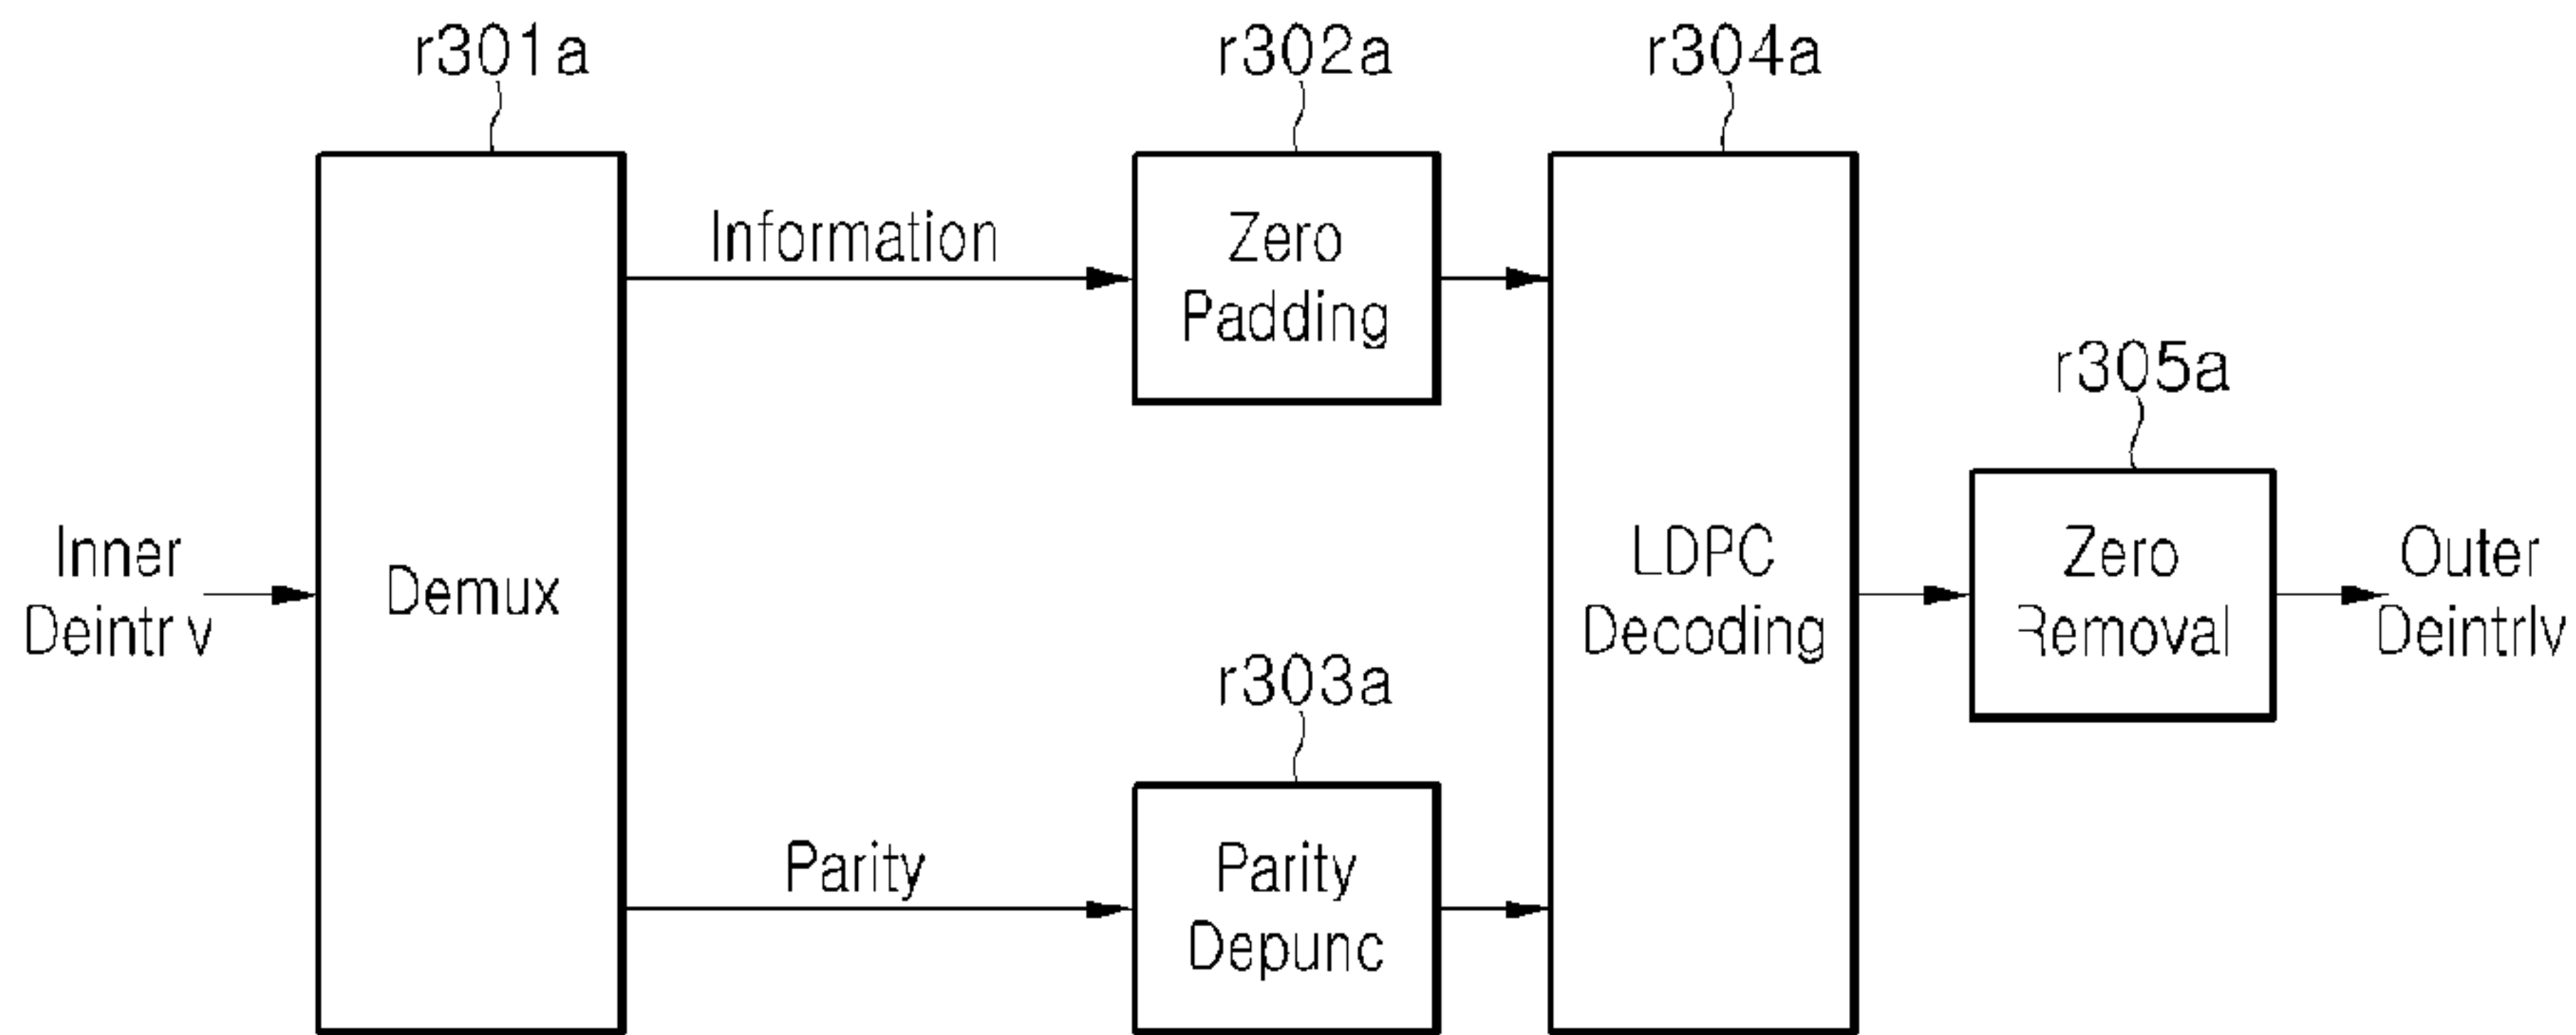 r301a
r302a
r304a
Information
Zero
Padding
r305a
Inner
Deintr v
Demux
LDPC
Decoding
Zero
Removal
Outer
Deintrlv
r303a
Parity
Parity
Depunc